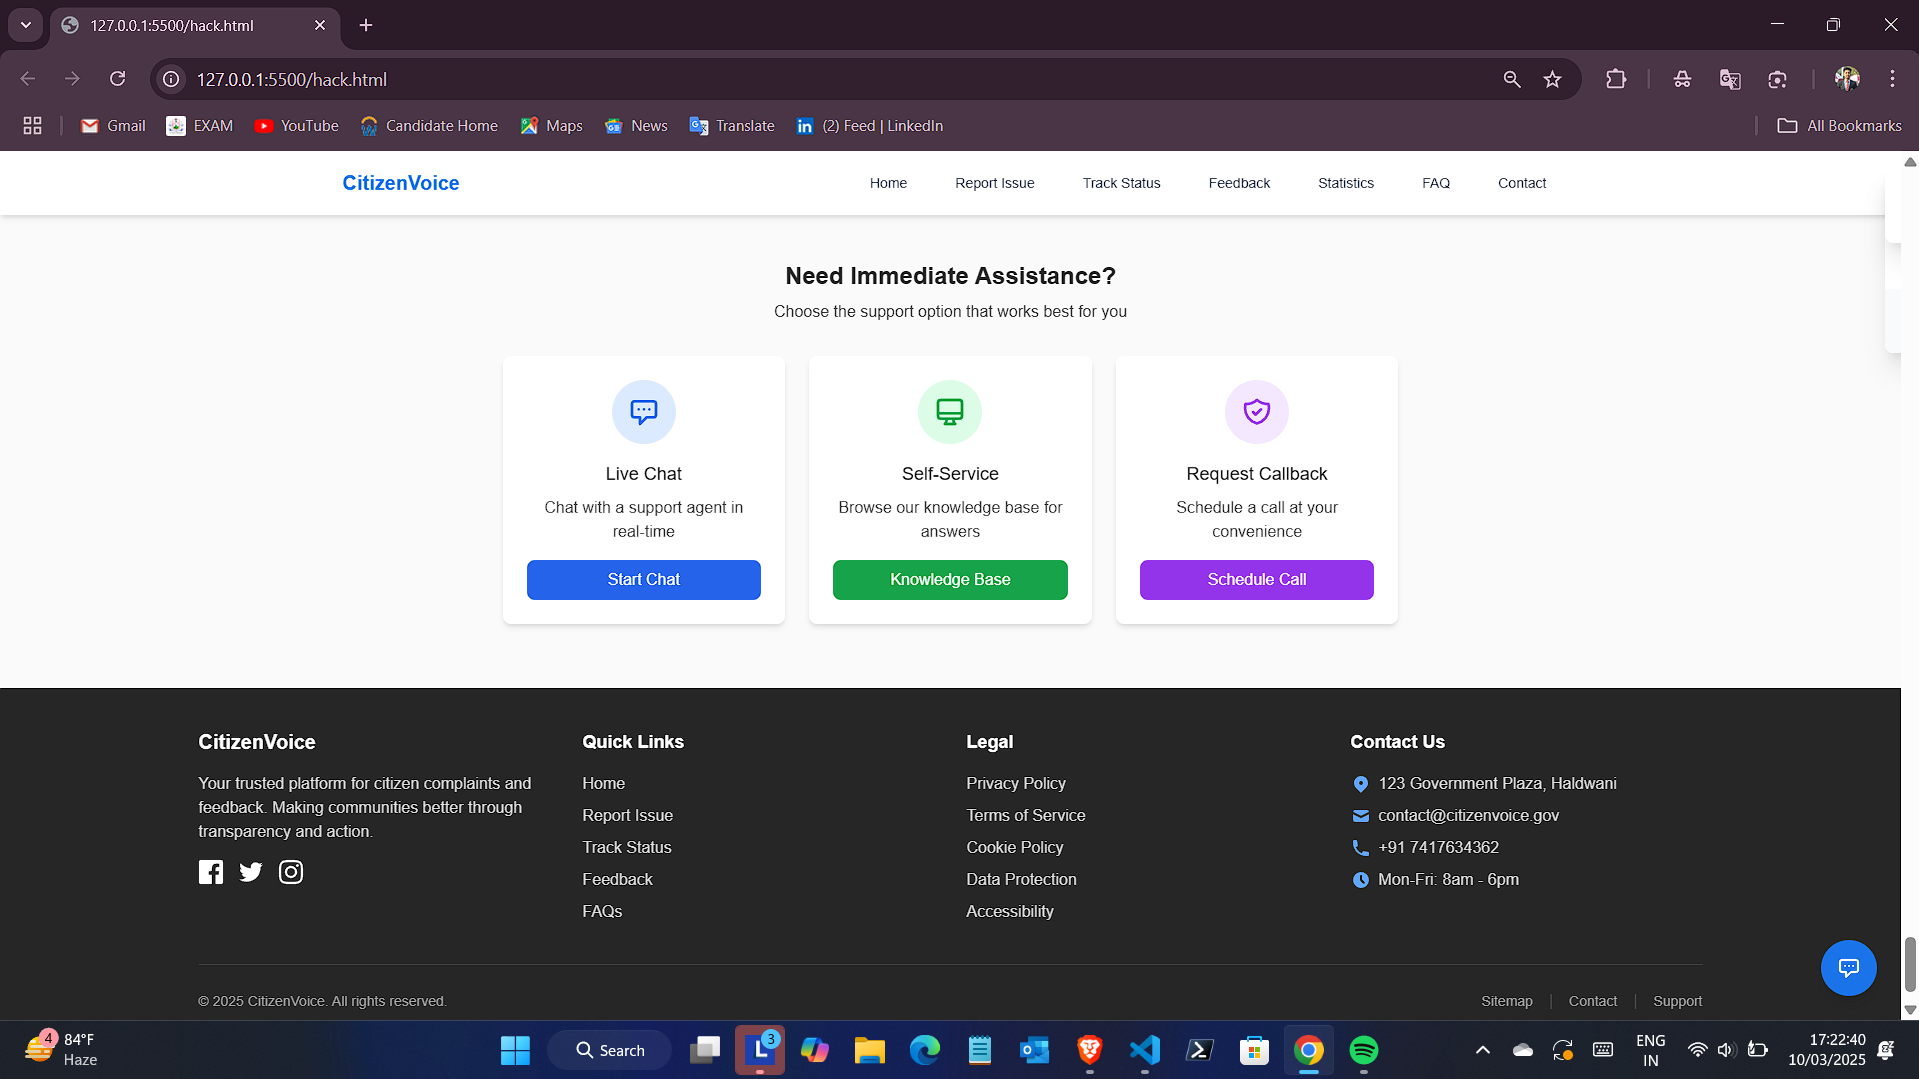 127.0.0.1:5500/hack.html
127.0.0.1:5500/hack.html
Gmail
EXAM
YouTube
Candidate Home
Maps
News
Translate
(2) Feed | LinkedIn
All Bookmarks
CitizenVoice
Home
Report Issue
Track Status
Feedback
Statistics
FAQ
Contact
Need Immediate Assistance?
Choose the support option that works best for you
Live Chat
Chat with a support agent in
real-time
Start Chat
Self-Service
Browse our knowledge base for
answers
Knowledge Base
Request Callback
Schedule a call at your
convenience
Schedule Call
CitizenVoice
Your trusted platform for citizen complaints and
feedback. Making communities better through
transparency and action.
Quick Links
Home
Report Issue
Track Status
Feedback
FAQs
Legal
Privacy Policy
Terms of Service
Cookie Policy
Data Protection
Accessibility
Contact Us
123 Government Plaza, Haldwani
contact@citizenvoice.gov
+91 7417634362
Mon-Fri: 8am - 6pm
© 2025 CitizenVoice. All rights reserved.
Sitemap
Contact
Support
4
84°F
Haze
Search
L
3
ENG
IN
17:22:40
10/03/2025